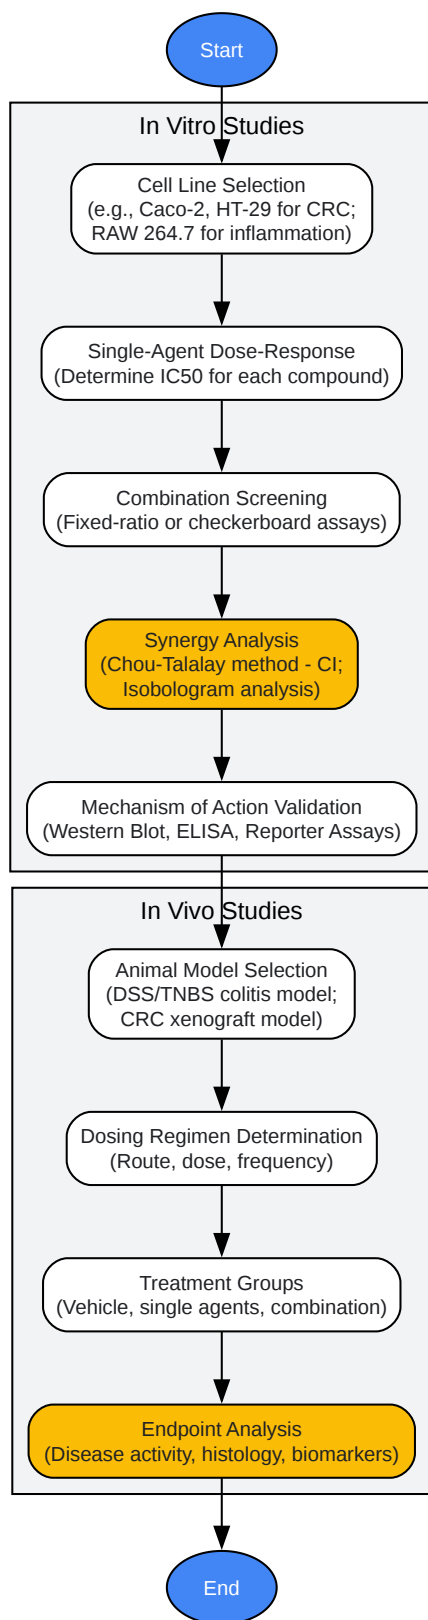 Start
In Vitro Studies
Cell Line Selection
(e.g., Caco-2, HT-29 for CRC;
RAW 264.7 for inflammation)
Single-Agent Dose-Response
(Determine IC50 for each compound)
Combination Screening
(Fixed-ratio or checkerboard assays)
Synergy Analysis
(Chou-Talalay method - CI;
Isobologram analysis)
Mechanism of Action Validation
(Western Blot, ELISA, Reporter Assays)
In Vivo Studies
Animal Model Selection
(DSS/TNBS colitis model;
CRC xenograft model)
Dosing Regimen Determination
(Route, dose, frequency)
Treatment Groups
(Vehicle, single agents, combination)
Endpoint Analysis
(Disease activity, histology, biomarkers)
End